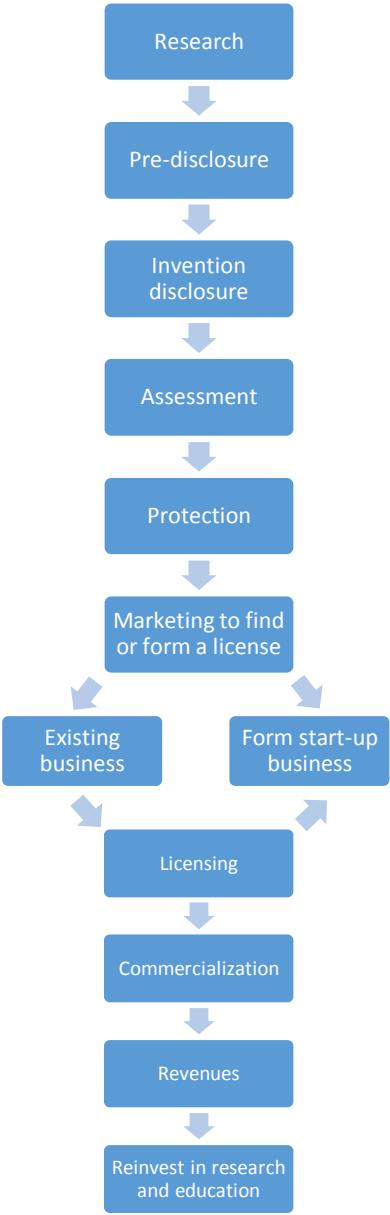 Research
Pre-disclosure
Invention
disclosure
Assessment
Protection
Marketing to find
or form a license
Existing
business
Form start-up
business
Licensing
Commercialization
Revenues
Reinvest in research
and education